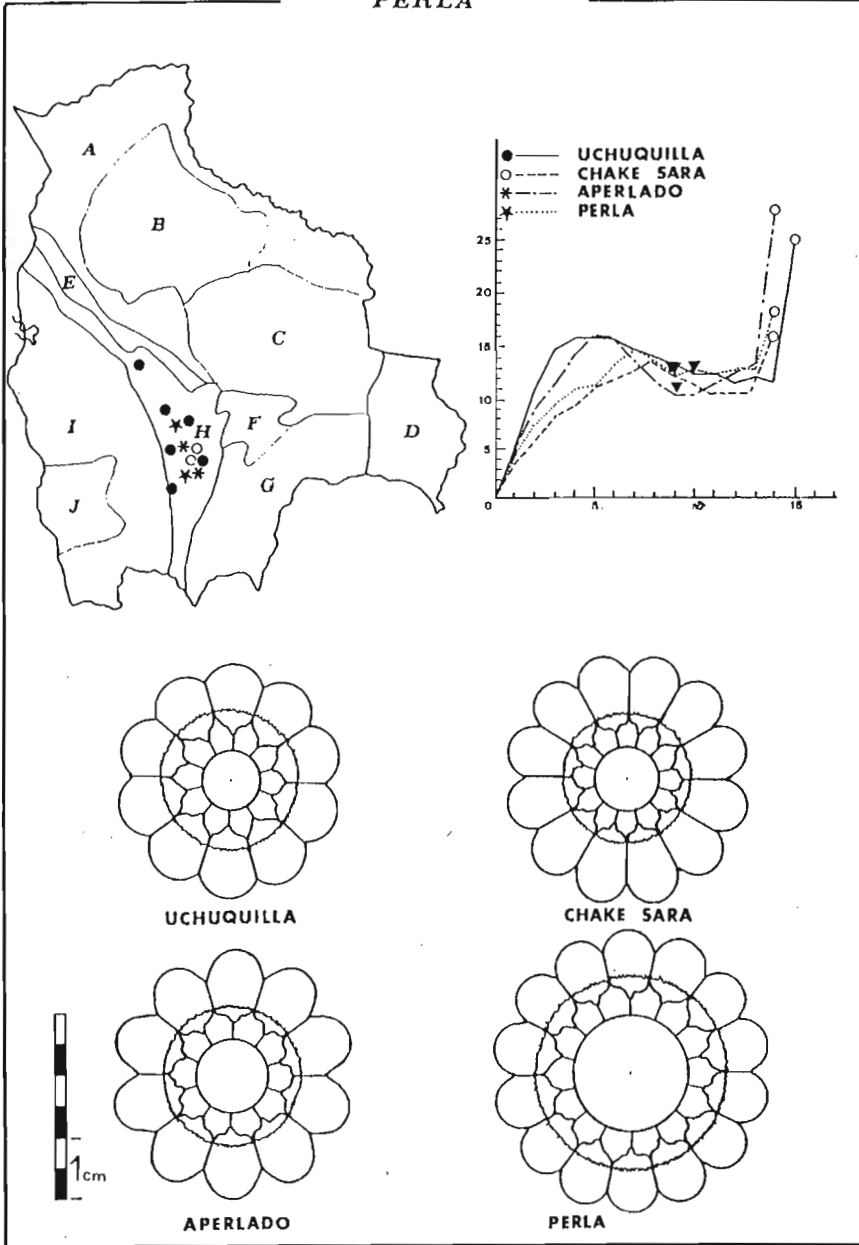 PERLA
A
B
E
C
I
H
F
D
J
G
UCHUQUILLA
CHAKE SARA
APERLADO
PERLA
25
20
15
10
5
0
15
UCHUQUILLA
CHAKE SARA
1cm
APERLADO
PERLA